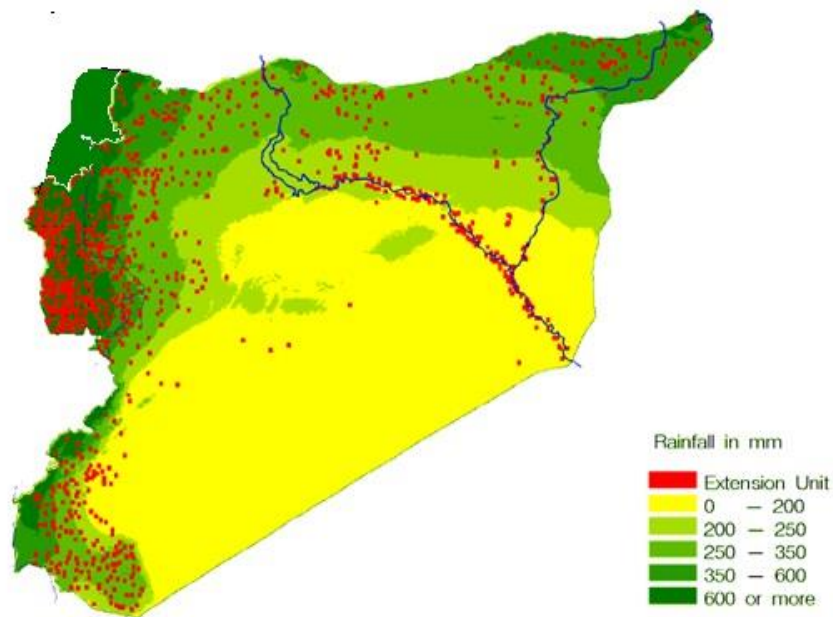 Rainfall in mm
Extension Unit
0 – 200
200 – 250
250 – 350
350 – 600
600 or more